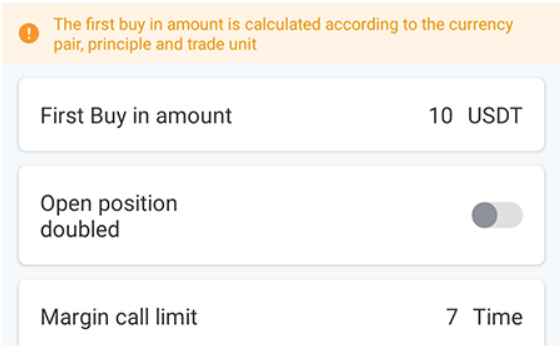 The first buy in amount is calculated according to the currency
pair, principle and trade unit
First Buy in amount 10 USDT
Open position
doubled
Margin call limit 7 Time